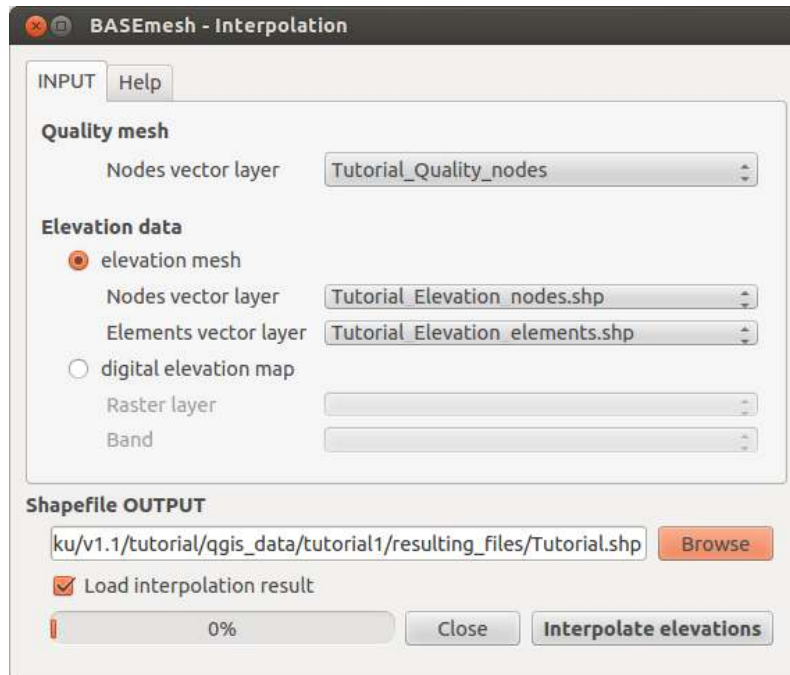 BASEmesh - Interpolation
INPUT Help
Quality mesh
Nodes vector layer Tutorial_Quality_nodes
Elevation data
elevation mesh
Nodes vector layer Tutorial_Elevation_nodes.shp
Elements vector layer Tutorial_Elevation_elements.shp
digital elevation map
Raster layer
Band
Shapefile OUTPUT
ku/v1.1/tutorial/qgis_data/tutorial1/resulting_files/Tutorial.shp Browse
Load interpolation result
0% Close Interpolate elevations